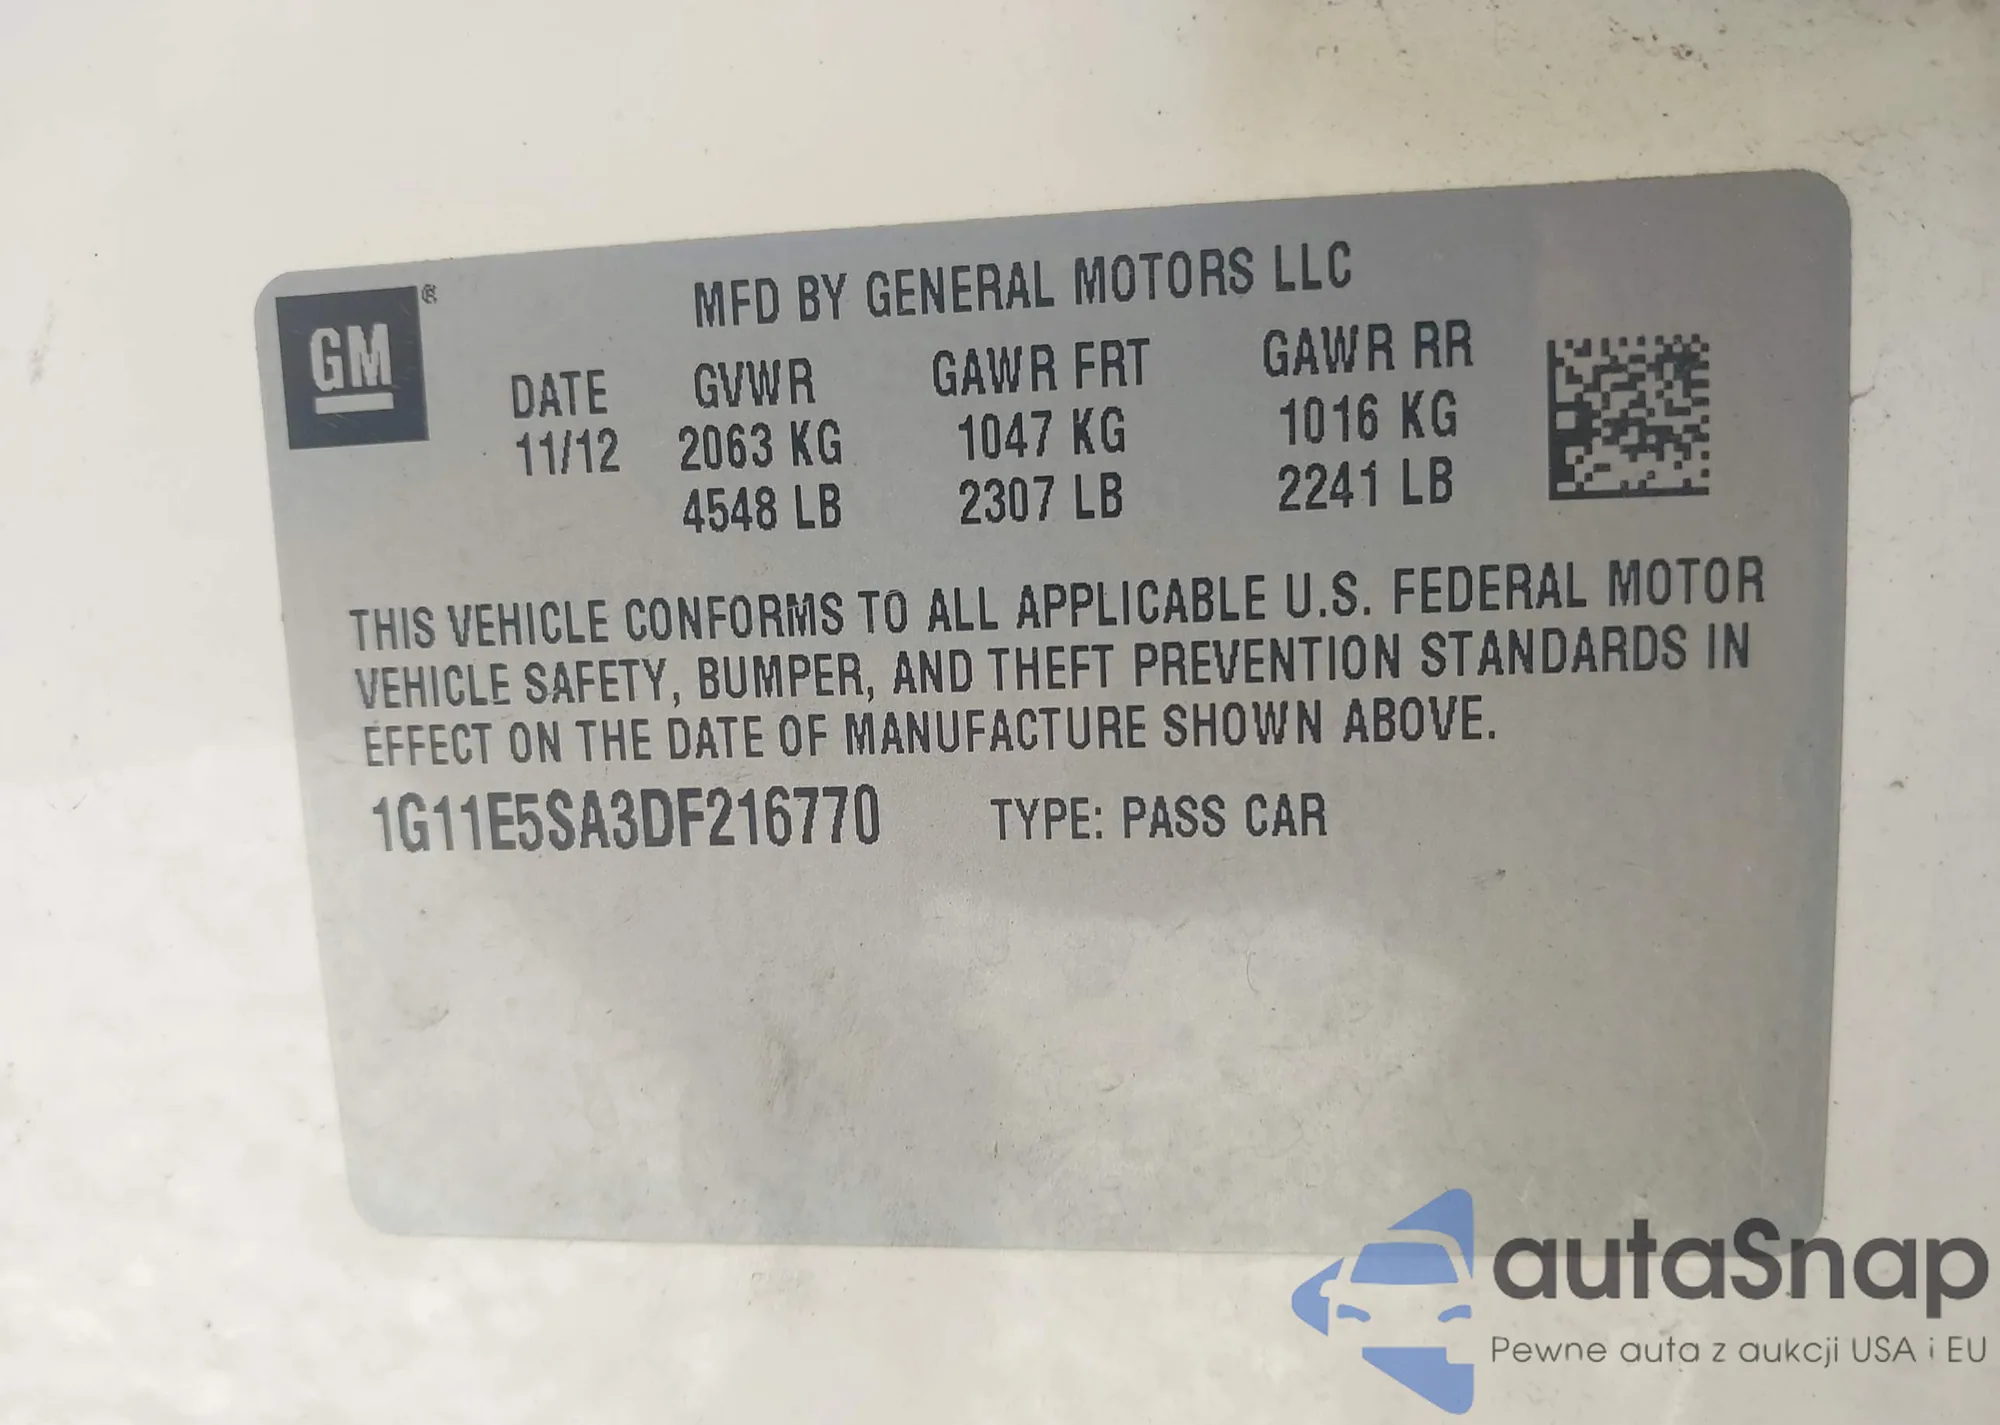 GM ®
MFD BY GENERAL MOTORS LLC
DATE GVWR GAWR FRT GAWR RR
11/12 2063 KG 1047 KG 1016 KG
4548 LB 2307 LB 2241 LB
THIS VEHICLE CONFORMS TO ALL APPLICABLE U.S. FEDERAL MOTOR
VEHICLE SAFETY, BUMPER, AND THEFT PREVENTION STANDARDS IN
EFFECT ON THE DATE OF MANUFACTURE SHOWN ABOVE.
1G11E5SA3DF216770 TYPE: PASS CAR
autaSnap
Pewne auta z aukcji USA i EU